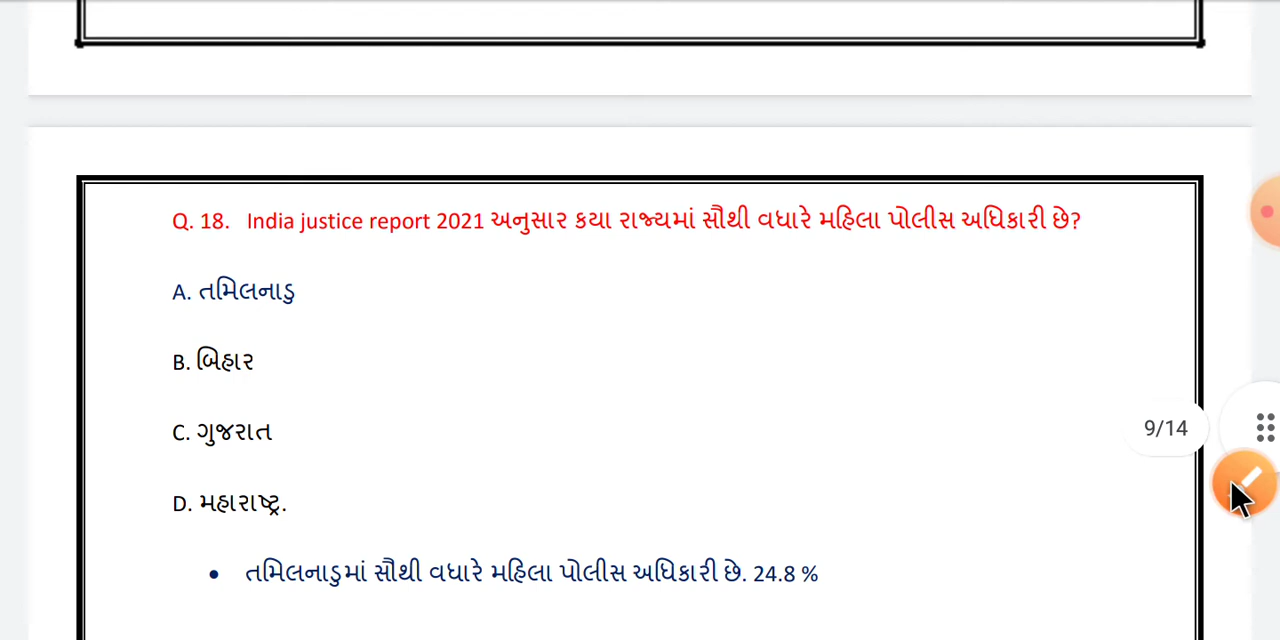 Q. 18. India justice report 2021 અનુસાર કયા રાજ્યમાં સૌથી વધારે મહિલા પોલીસ અધિકારી છે?
A. તમિલનાડુ
B. બિહાર
C. ગુજરાત
9/14
D. મહારાષ્ટ્ર.
• તમિલનાડુમાં સૌથી વધારે મહિલા પોલીસ અધિકારી છે. 24.8 %